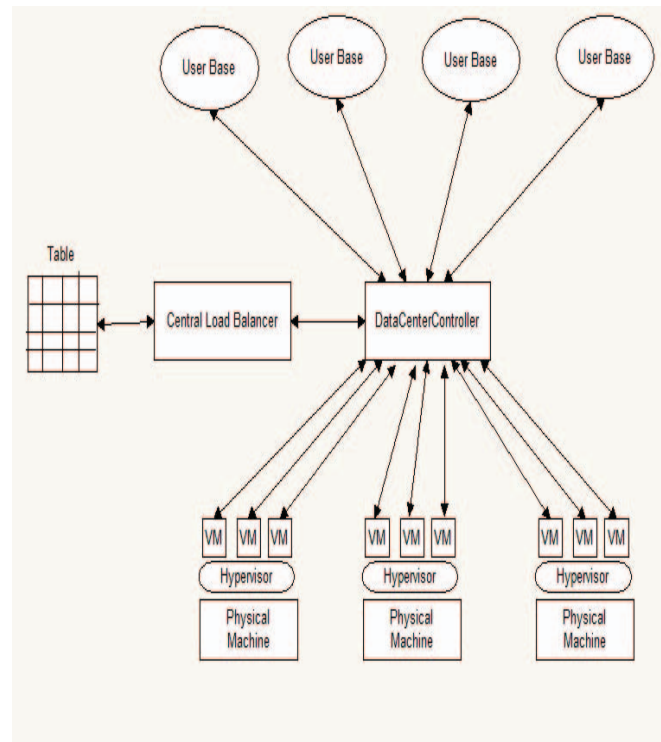 User Base
User Base
User Base
User Base
Table
Central Load Balancer
DataCenterController
VM
VM
VM
VM
VM
VM
VM
VM
VM
Hypervisor
Hypervisor
Hypervisor
Physical
Machine
Physical
Machine
Physical
Machine